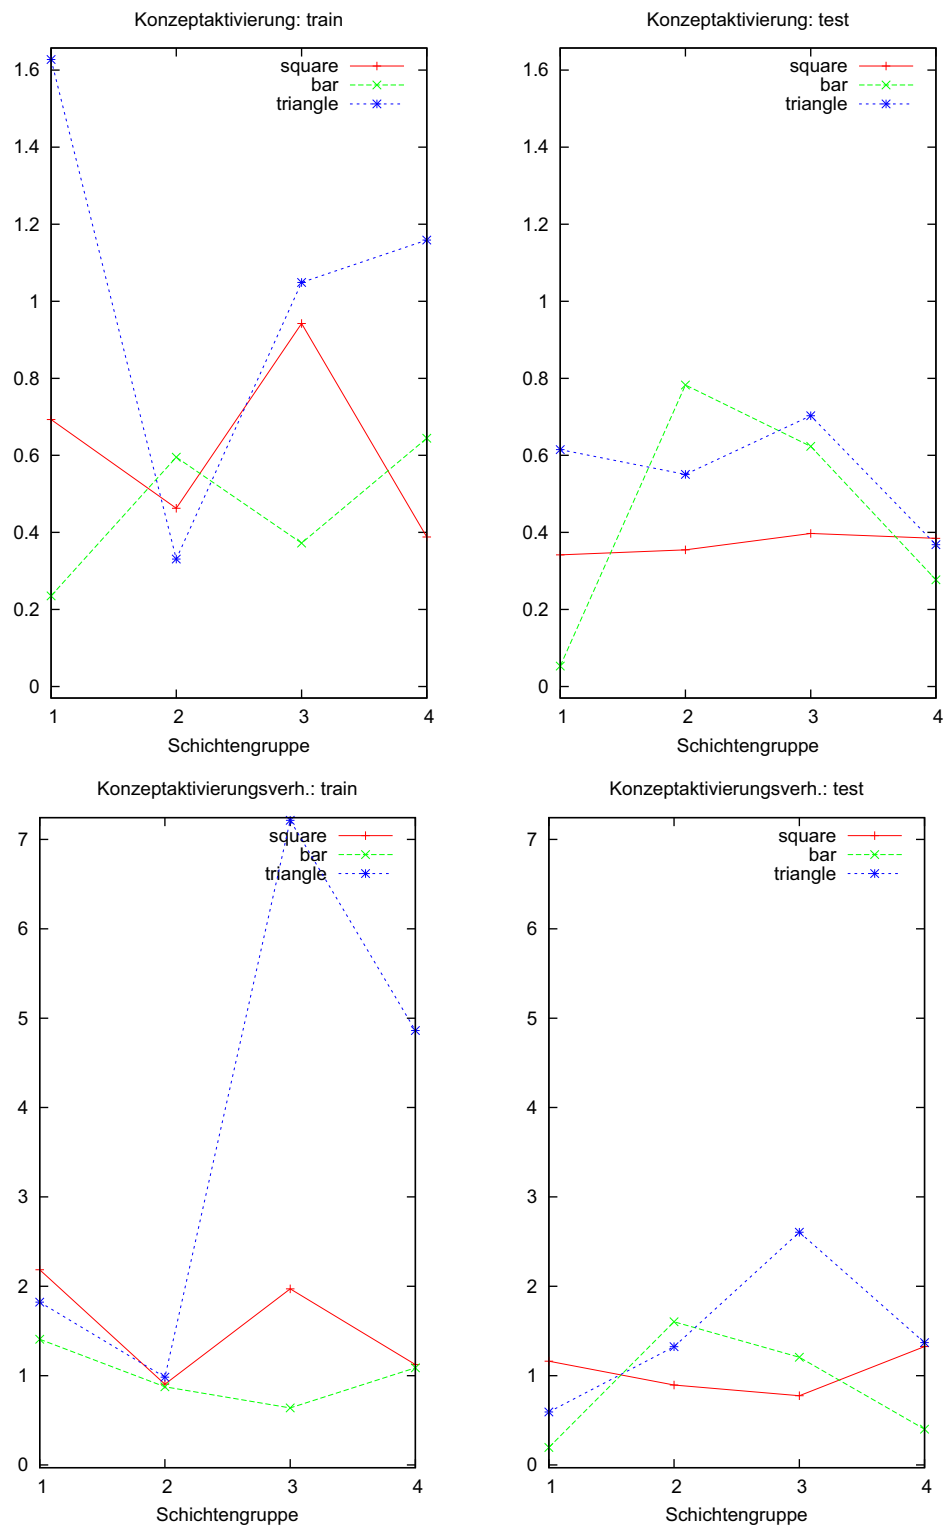 Konzeptaktivierung: train
square
bar
triangle
1.6
1.4
1.2
1
0.8
0.6
0.4
0.2
0
1 2 3 4
Schichtengruppe
Konzeptaktivierung: test
square
bar
triangle
1.6
1.4
1.2
1
0.8
0.6
0.4
0.2
0
1 2 3 4
Schichtengruppe
Konzeptaktivierungsverh.: train
square
bar
triangle
7
6
5
4
3
2
1
0
1 2 3 4
Schichtengruppe
Konzeptaktivierungsverh.: test
square
bar
triangle
7
6
5
4
3
2
1
0
1 2 3 4
Schichtengruppe